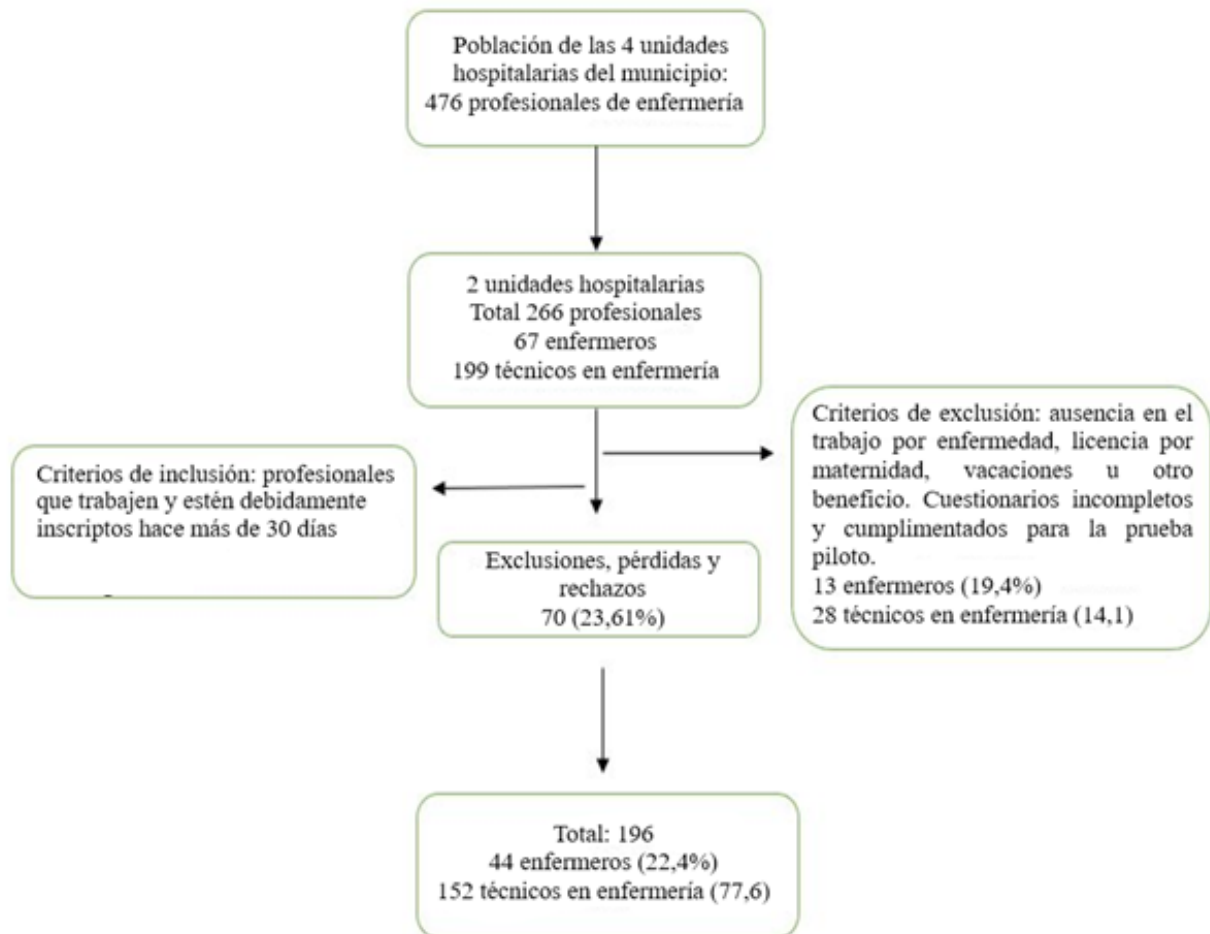 Población de las 4 unidades
hospitalarias del municipio:
476 profesionales de enfermería
2 unidades hospitalarias
Total 266 profesionales
67 enfermeros
199 técnicos en enfermería
Criterios de inclusión: profesionales
que trabajen y estén debidamente
inscriptos hace más de 30 días
Criterios de exclusión: ausencia en el
trabajo por enfermedad, licencia por
maternidad, vacaciones u otro
beneficio. Cuestionarios incompletos
y cumplimentados para la prueba
piloto.
13 enfermeros (19,4%)
28 técnicos en enfermería (14,1)
Exclusiones, pérdidas y
rechazos
70 (23,61%)
Total: 196
44 enfermeros (22,4%)
152 técnicos en enfermería (77,6)